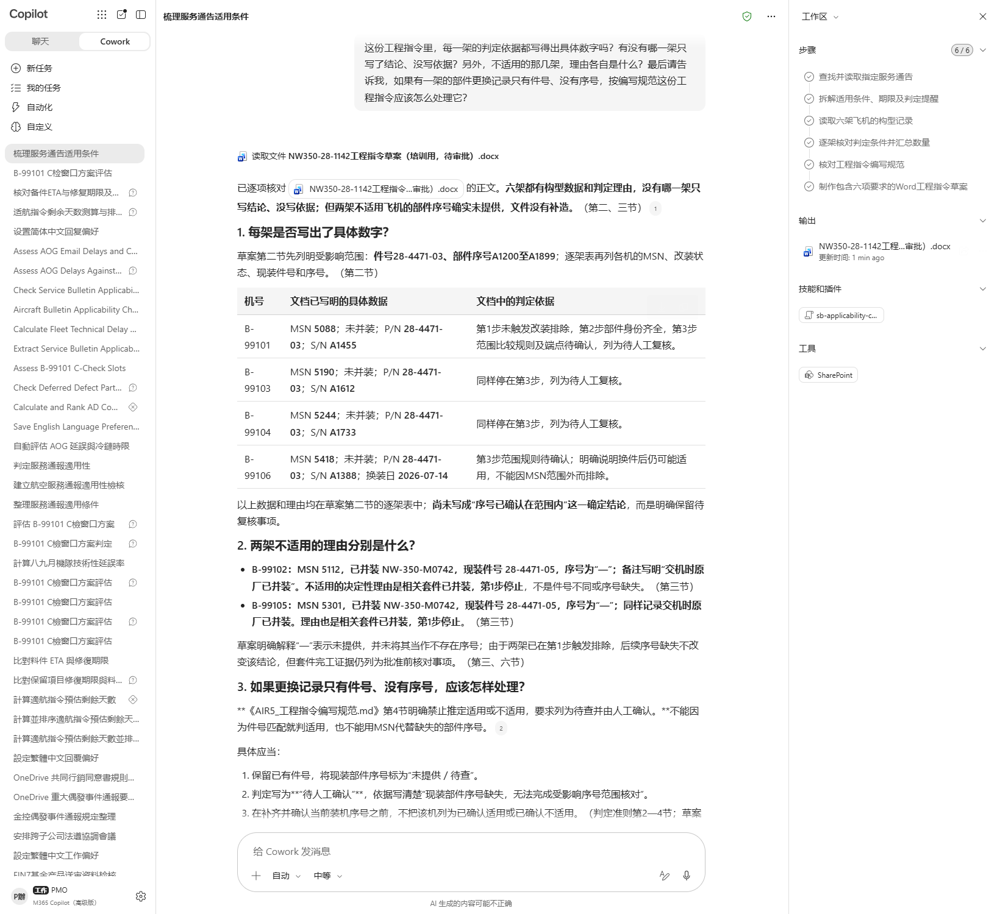 Copilot
聊天
Cowork
新任务
我的任务
自动化
自定义
梳理服务通告适用条件
B-99101 C检窗口方案评估
核对备件ETA与修复期限及...
适航指令剩余天数测算与排...
设置简体中文回复偏好
Assess AOG Email Delays and C...
Assess AOG Delays Against...
Check Service Bulletin Applicabi...
Aircraft Bulletin Applicability Ch...
Calculate Fleet Technical Delay ...
Extract Service Bulletin Applicab...
Assess B-99101 C-Check Slots
Check Deferred Defect Part...
Calculate and Rank AD Co...
Save English Language Preferen...
自動評估 AOG 延誤與冷鏈時限
判定服務通報適用性
建立航空服務通報適用性檢核
整理服務通報適用條件
評估 B-99101 C檢窗口方案
B-99101 C檢窗口方案判定
計算八九月機隊技術性延誤率
B-99101 C檢窗口方案評估
B-99101 C檢窗口方案評估
B-99101 C檢窗口方案評估
B-99101 C檢窗口方案評估
比對料件 ETA 與修復期限
比對保留項目修復期限與料...
計算適航指令預估剩餘天數
計算並排序適航指令預估剩餘天...
計算適航指令預估剩餘天數並排...
設定繁體中文回覆偏好
OneDrive 共同行銷同意書規則...
OneDrive 重大偶發事件通報要...
金控偶發事件通報規定整理
安排跨子公司法遵協調會議
設定繁體中文工作偏好
FIN7基金产品送审资料检核
P辦
工作 PMO
M365 Copilot（高级版）
梳理服务通告适用条件
这份工程指令里，每一架的判定依据都写得出具体数字吗？有没有哪一架只
写了结论、没写依据？另外，不适用的那几架，理由各自是什么？最后请告
诉我，如果有一架的部件更换记录只有件号、没有序号，按编写规范这份工
程指令应该怎么处理它？
读取文件 NW350-28-1142工程指令草案（培训用，待审批）.docx
已逐项核对 NW350-28-1142工程指令...审批）.docx 的正文。六架都有构型数据和判定理由，没有哪一架只
写结论、没写依据；但两架不适用飞机的部件序号确实未提供，文件没有补造。（第二、三节） 1
1. 每架是否写出了具体数字？
草案第二节先列明受影响范围：件号28-4471-03、部件序号A1200至A1899；逐架表再列各机的MSN、改装状
态、现装件号和序号。（第二节）
机号 文档已写明的具体数据 文档中的判定依据
B- MSN 5088；未并装；P/N 28-4471- 第1步未触发改装排除，第2步部件身份齐全，第3步
99101 03；S/N A1455 范围比较规则及端点待确认，列为待人工复核。
B- MSN 5190；未并装；P/N 28-4471- 同样停在第3步，列为待人工复核。
99103 03；S/N A1612
B- MSN 5244；未并装；P/N 28-4471- 同样停在第3步，列为待人工复核。
99104 03；S/N A1733
B- MSN 5418；未并装；P/N 28-4471- 第3步范围规则待确认；明确说明换件后仍可能适
99106 03；S/N A1388；换装日 2026-07-14 用，不能因MSN范围外而排除。
以上数据和理由均在草案第二节的逐架表中；尚未写成“序号已确认在范围内”这一确定结论，而是明确保留待
复核事项。
2. 两架不适用的理由分别是什么？
• B-99102：MSN 5112，已并装 NW-350-M0742，现装件号 28-4471-05，序号为“—”；备注写明“交机时原
厂已并装”。不适用的决定性理由是相关套件已并装，第1步停止，不是件号不同或序号缺失。（第三节）
• B-99105：MSN 5301，已并装 NW-350-M0742，现装件号 28-4471-05，序号为“—”；同样记录交机时原
厂已并装。理由也是相关套件已并装，第1步停止。（第三节）
草案明确解释“—”表示未提供，并未将其当作不存在序号；由于两架已在第1步触发排除，后续序号缺失不改
变该结论，但套件完工证据仍列为批准前核对事项。（第三、六节）
3. 如果更换记录只有件号、没有序号，应该怎样处理？
**《AIR5_工程指令编写规范.md》第4节明确禁止推定适用或不适用，要求列为待查并由人工确认。**不能因
为件号匹配就判适用，也不能用MSN代替缺失的部件序号。 2
具体应当：
1. 保留已有件号，将现装部件序号标为“未提供 / 待查”。
2. 判定写为**“待人工确认”**，依据写清楚“现装部件序号缺失，无法完成受影响序号范围核对”。
3. 在补齐并确认当前装机序号之前，不把该机列为已确认适用或已确认不适用。（判定准则第2—4节；草案
给 Cowork 发消息
自动
中等
AI 生成的内容可能不正确
工作区
步骤
6 / 6
查找并读取指定服务通告
拆解适用条件、期限及判定提醒
读取六架飞机的构型记录
逐架核对判定条件并汇总数量
核对工程指令编写规范
制作包含六项要求的Word工程指令草案
输出
NW350-28-1142工程...审批）.docx
更新时间: 1 min ago
技能和插件
sb-applicability-c...
工具
SharePoint